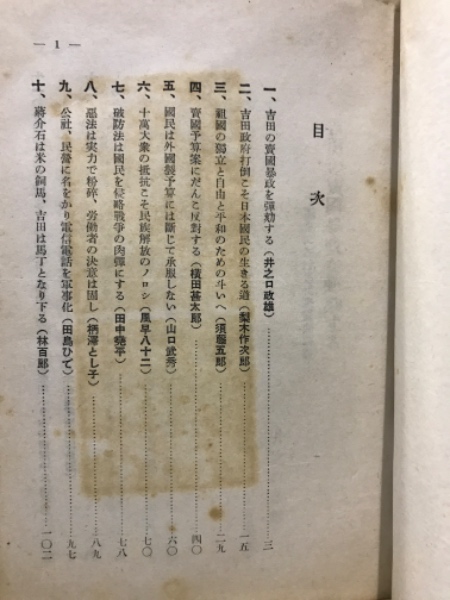 — 1 —
目次
一、吉田の賣國暴政を彈劾する（井之口政雄）…………三
二、吉田政府打倒こそ日本國民の生きる道（梨木作次郎）…………一五
三、祖國の獨立と自由と平和のための斗いへ（須藤五郎）…………二九
四、賣國予算案にだんこ反對する（横田甚太郎）…………四〇
五、國民は外國製予算には斷じて承服しない（山口武秀）…………六〇
六、十萬大衆の抵抗こそ民族解放のノロシ（風早八十二）…………七〇
七、破防法は國民を侵略戰爭の肉彈にする（田中堯平）…………七八
八、惡法は実力で粉碎、労働者の決意は固し（柄澤とし子）…………八九
九、公社、民營に名をかり電信電話を軍事化（田島ひで）…………九七
十、蔣介石は米の飼馬、吉田は馬丁となり下る（林百郎）…………一〇二